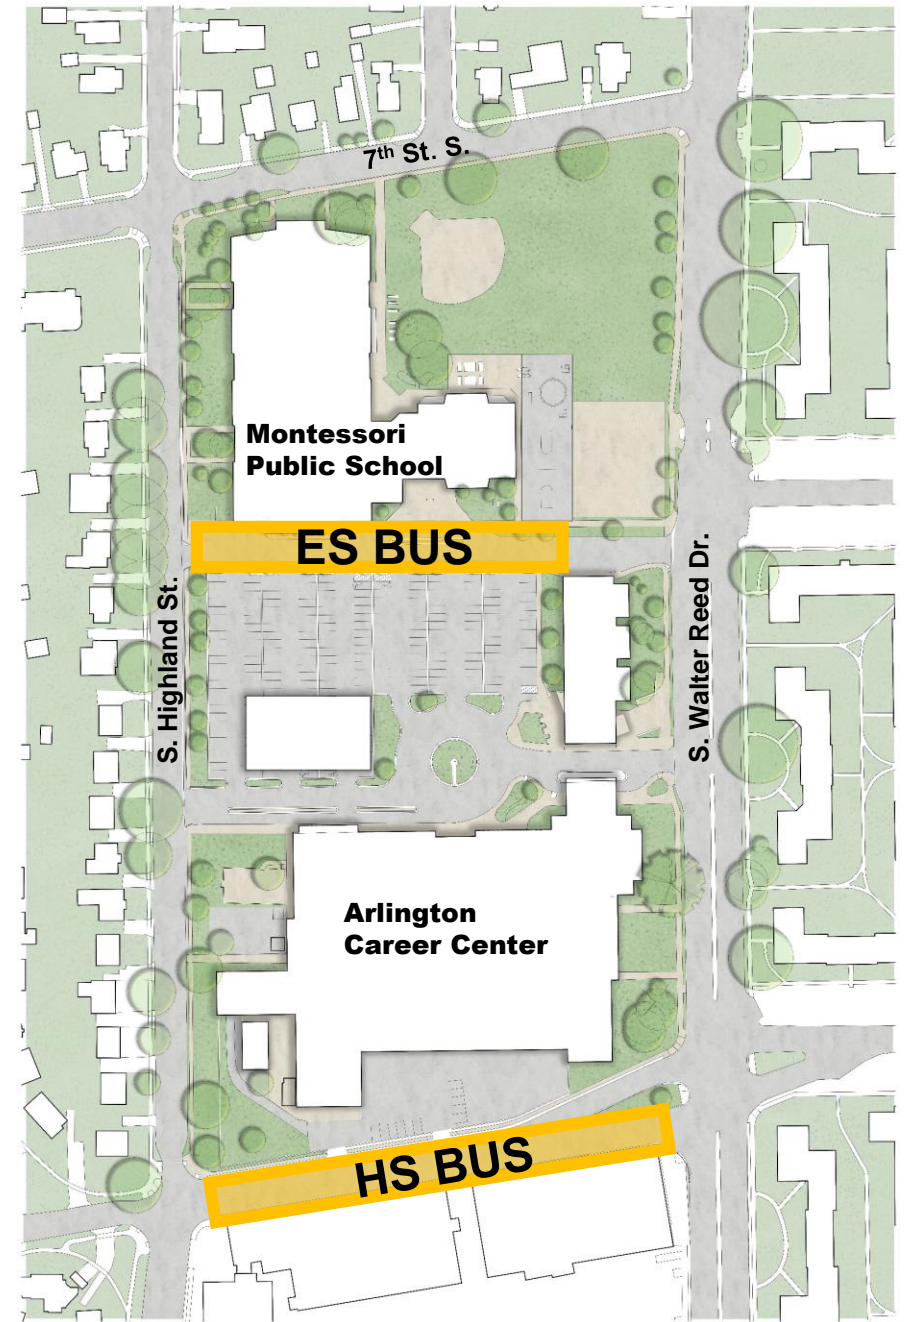 7th St. S.
Montessori
Public School
ES BUS
S. Highland St.
S. Walter Reed Dr.
Arlington
Career Center
HS BUS